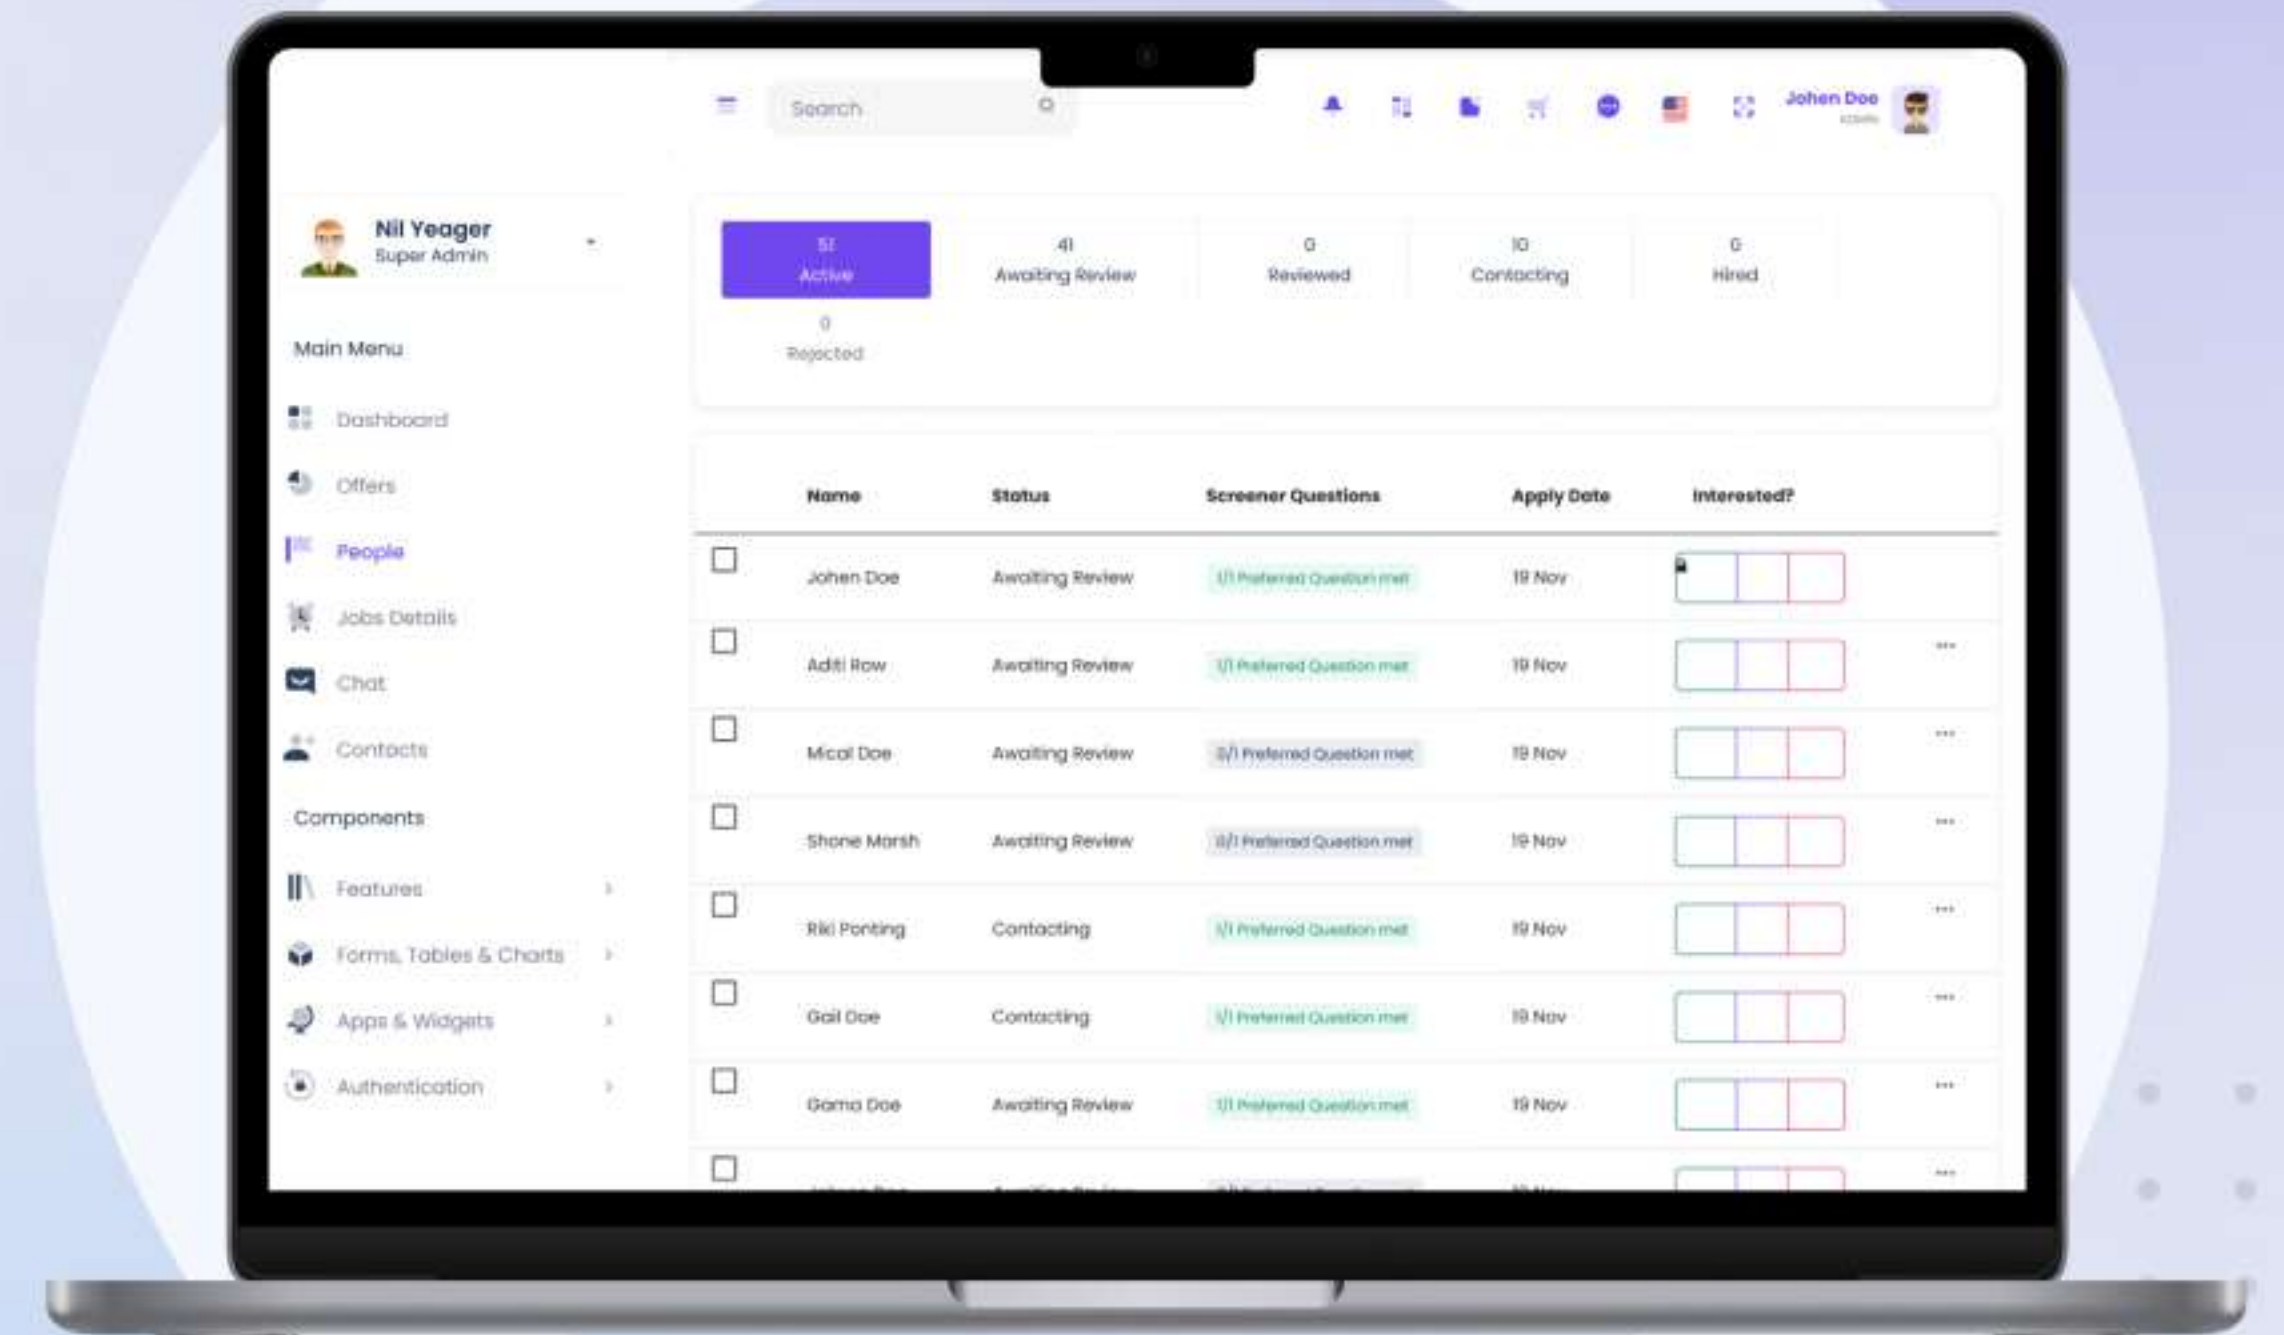 Search
Johen Doe
Nil Yeager
Super Admin
51
Active
41
Awaiting Review
0
Reviewed
10
Contacting
0
Hired
0
Rejected
Main Menu
Dashboard
Offers
People
Jobs Details
Chat
Contacts
Components
Features
Forms, Tables & Charts
Apps & Widgets
Authentication
Name Status Screener Questions Apply Date Interested?
Johen Doe Awaiting Review 1/1 Preferred Question met 19 Nov
Aditi Row Awaiting Review 1/1 Preferred Question met 19 Nov
Mical Doe Awaiting Review 0/1 Preferred Question met 19 Nov
Shane Marsh Awaiting Review 0/1 Preferred Question met 19 Nov
Riki Ponting Contacting 1/1 Preferred Question met 19 Nov
Gail Doe Contacting 1/1 Preferred Question met 19 Nov
Gama Doe Awaiting Review 1/1 Preferred Question met 19 Nov